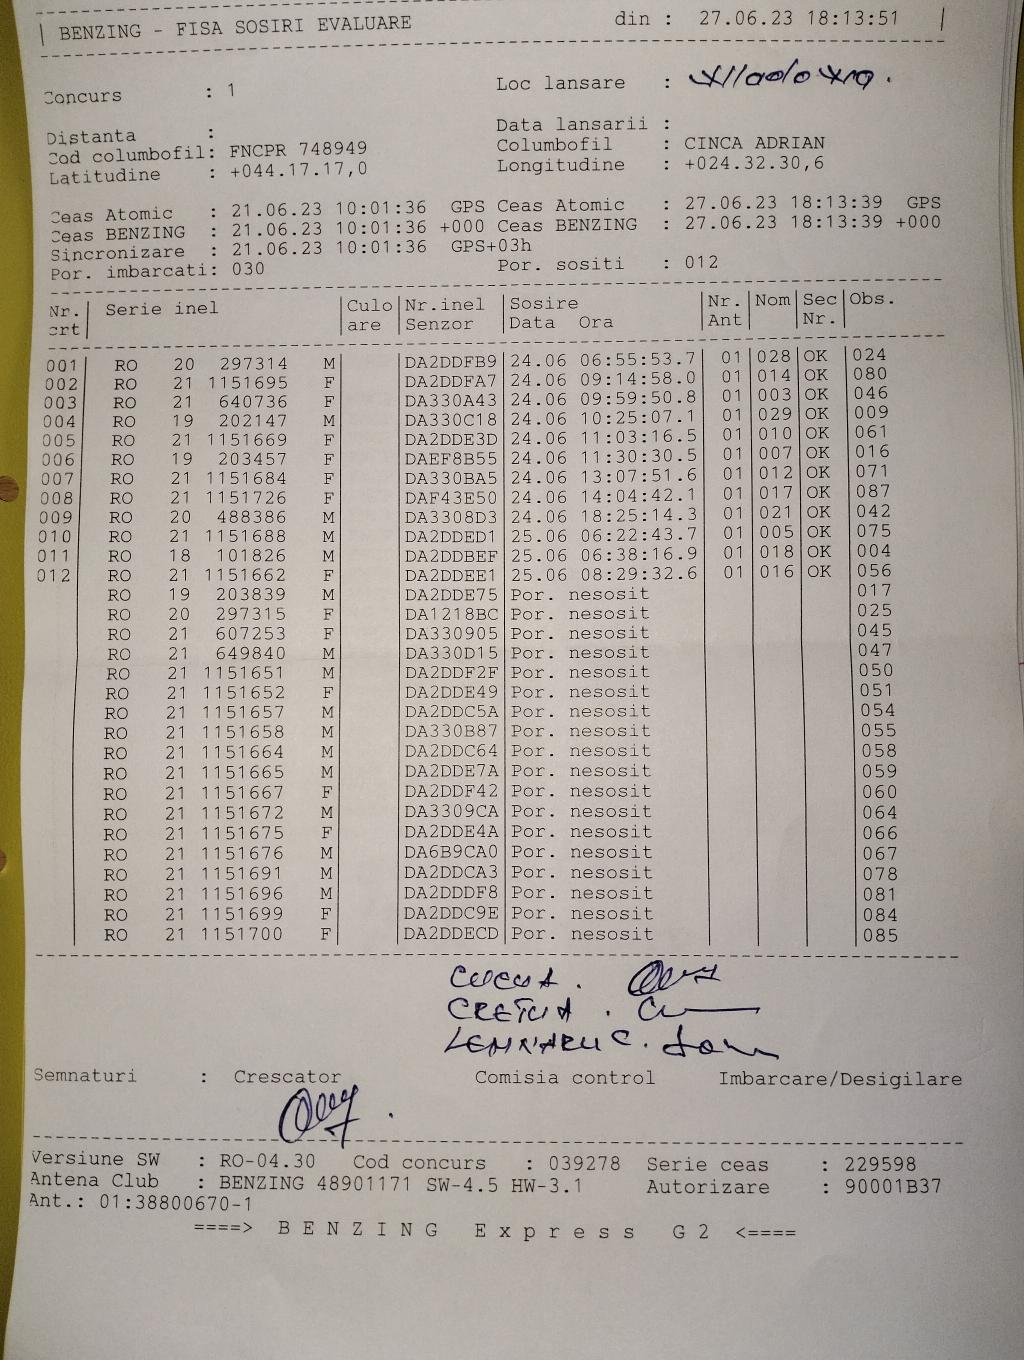 BENZING - FISA SOSIRI EVALUARE din : 27.06.23 18:13:51
Concurs : 1 Loc lansare :
Distanta : Data lansarii :
Cod columbofil: FNCPR 748949 Columbofil : CINCA ADRIAN
Latitudine : +044.17.17,0 Longitudine : +024.32.30,6
Ceas Atomic : 21.06.23 10:01:36 GPS Ceas Atomic : 27.06.23 18:13:39 GPS
Ceas BENZING : 21.06.23 10:01:36 +000 Ceas BENZING : 27.06.23 18:13:39 +000
Sincronizare : 21.06.23 10:01:36 GPS+03h
Por. imbarcati: 030 Por. sositi : 012
Nr. Serie inel Culo Nr.inel Sosire Nr. Nom Sec Obs.
crt are Senzor Data Ora Ant Nr.
001 RO 20 297314 M DA2DDFB9 24.06 06:55:53.7 01 028 OK 024
002 RO 21 1151695 F DA2DDFA7 24.06 09:14:58.0 01 014 OK 080
003 RO 21 640736 F DA330A43 24.06 09:59:50.8 01 003 OK 046
004 RO 19 202147 M DA330C18 24.06 10:25:07.1 01 029 OK 009
005 RO 21 1151669 F DA2DDE3D 24.06 11:03:16.5 01 010 OK 061
006 RO 19 203457 F DAEF8B55 24.06 11:30:30.5 01 007 OK 016
007 RO 21 1151684 F DA330BA5 24.06 13:07:51.6 01 012 OK 071
008 RO 21 1151726 F DAF43E50 24.06 14:04:42.1 01 017 OK 087
009 RO 20 488386 M DA3308D3 24.06 18:25:14.3 01 021 OK 042
010 RO 21 1151688 M DA2DDED1 25.06 06:22:43.7 01 005 OK 075
011 RO 18 101826 M DA2DDBEF 25.06 06:38:16.9 01 018 OK 004
012 RO 21 1151662 F DA2DDEE1 25.06 08:29:32.6 01 016 OK 056
RO 19 203839 M DA2DDE75 Por. nesosit 017
RO 20 297315 F DA1218BC Por. nesosit 025
RO 21 607253 F DA330905 Por. nesosit 045
RO 21 649840 M DA330D15 Por. nesosit 047
RO 21 1151651 M DA2DDF2F Por. nesosit 050
RO 21 1151652 F DA2DDE49 Por. nesosit 051
RO 21 1151657 M DA2DDC5A Por. nesosit 054
RO 21 1151658 M DA330B87 Por. nesosit 055
RO 21 1151664 M DA2DDC64 Por. nesosit 058
RO 21 1151665 M DA2DDE7A Por. nesosit 059
RO 21 1151667 F DA2DDF42 Por. nesosit 060
RO 21 1151672 M DA3309CA Por. nesosit 064
RO 21 1151675 F DA2DDE4A Por. nesosit 066
RO 21 1151676 M DA6B9CA0 Por. nesosit 067
RO 21 1151691 M DA2DDCA3 Por. nesosit 078
RO 21 1151696 M DA2DDDF8 Por. nesosit 081
RO 21 1151699 F DA2DDC9E Por. nesosit 084
RO 21 1151700 F DA2DDECD Por. nesosit 085
Semnaturi : Crescator Comisia control Imbarcare/Desigilare
Versiune SW : RO-04.30 Cod concurs : 039278 Serie ceas : 229598
Antena Club : BENZING 48901171 SW-4.5 HW-3.1 Autorizare : 90001B37
Ant.: 01:38800670-1
====> B E N Z I N G E x p r e s s G 2 <====